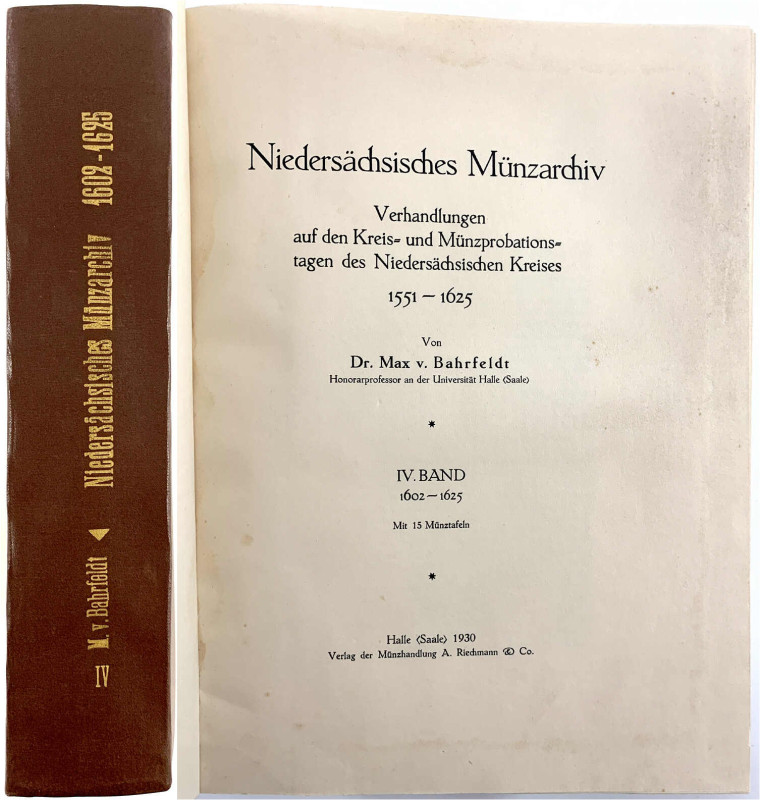 IV M. v. Bahrfeldt ◄ Niedersächsisches Münzarchiv 1602-1625
Niedersächsisches Münzarchiv
Verhandlungen
auf den Kreis= und Münzprobations=
tagen des Niedersächsischen Kreises
1551 — 1625
Von
Dr. Max v. Bahrfeldt
Honorarprofessor an der Universität Halle ‹Saale›
*
IV. BAND
1602 — 1625
Mit 15 Münztafeln
*
Halle ‹Saale› 1930
Verlag der Münzhandlung A. Riechmann & Co.